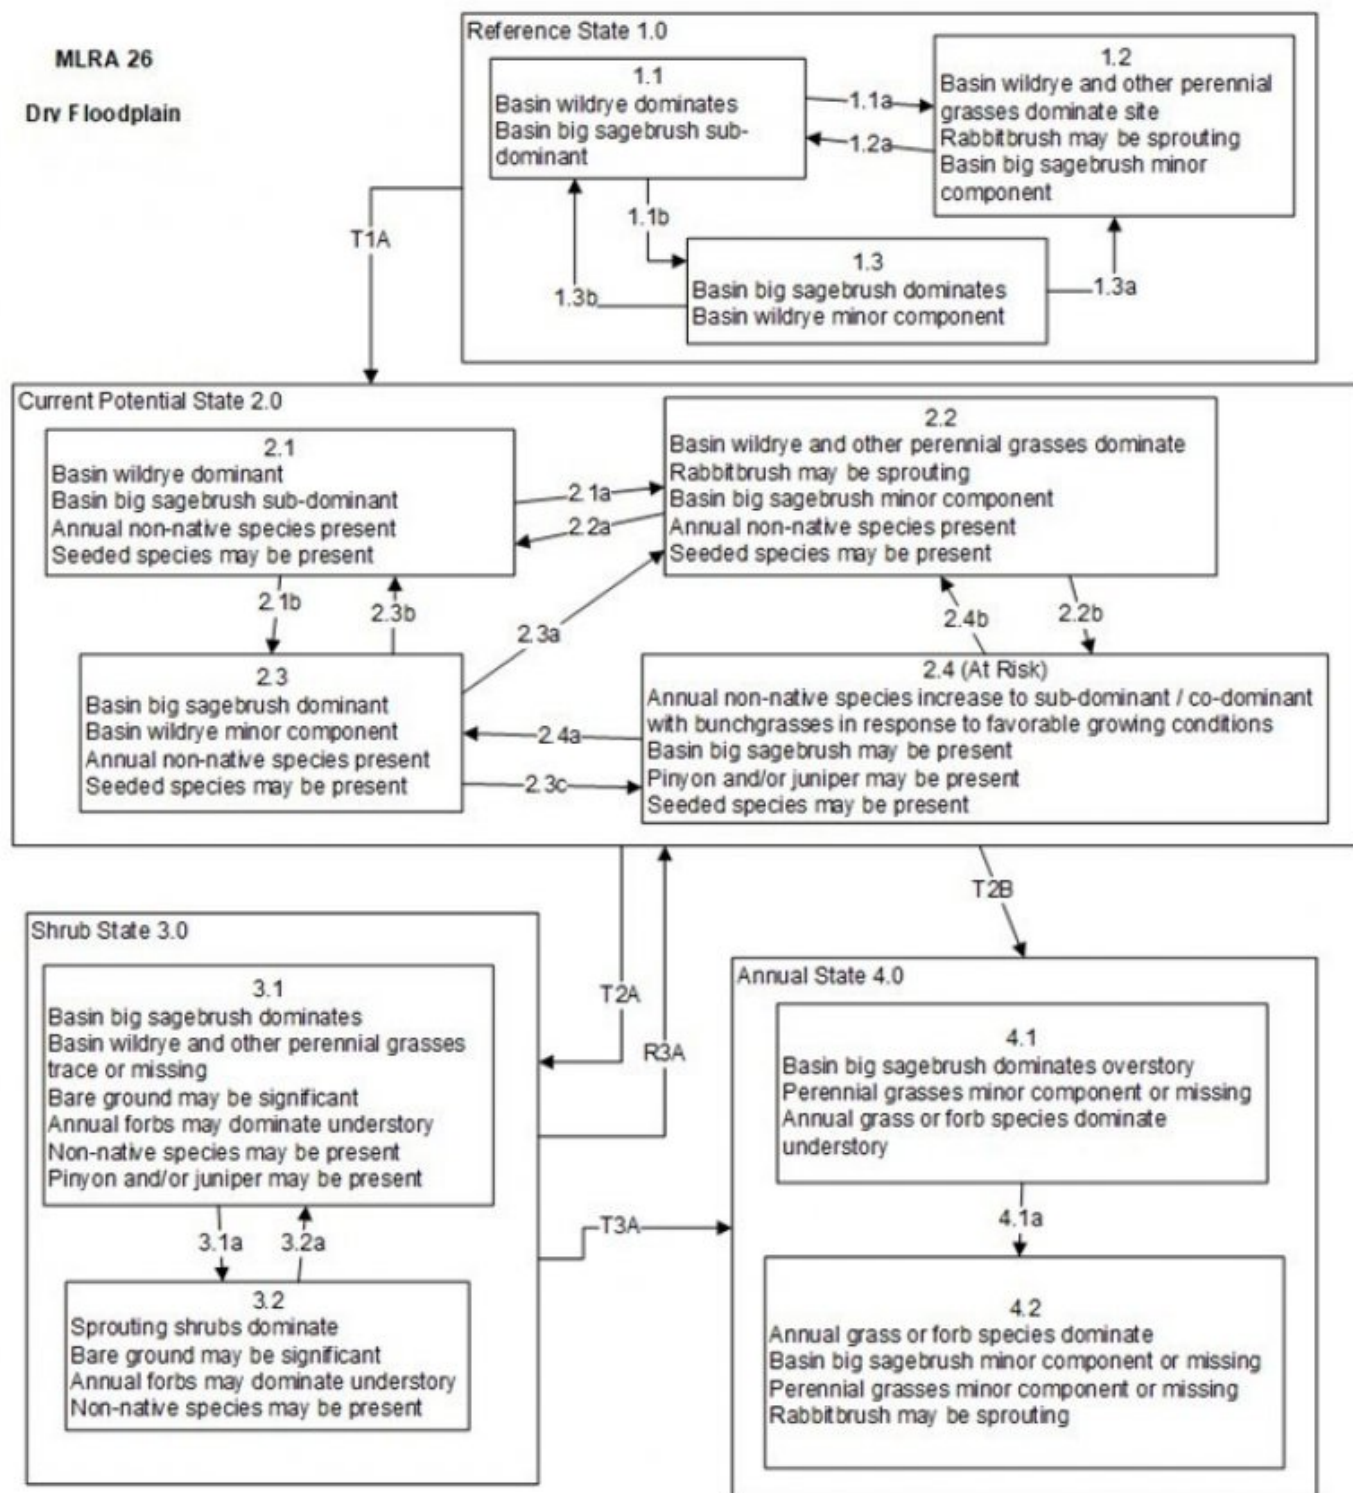 MLRA 26
Dry Floodplain
Reference State 1.0
1.1
Basin wildrye dominates
Basin big sagebrush sub-
dominant
1.1a
1.2a
1.2
Basin wildrye and other perennial
grasses dominate site
Rabbitbrush may be sprouting
Basin big sagebrush minor
component
1.1b
1.3b
1.3
Basin big sagebrush dominates
Basin wildrye minor component
1.3a
T1A
Current Potential State 2.0
2.1
Basin wildrye dominant
Basin big sagebrush sub-dominant
Annual non-native species present
Seeded species may be present
2.1a
2.2a
2.2
Basin wildrye and other perennial grasses dominate
Rabbitbrush may be sprouting
Basin big sagebrush minor component
Annual non-native species present
Seeded species may be present
2.1b
2.3b
2.3a
2.4b
2.2b
2.3
Basin big sagebrush dominant
Basin wildrye minor component
Annual non-native species present
Seeded species may be present
2.4a
2.3c
2.4 (At Risk)
Annual non-native species increase to sub-dominant / co-dominant
with bunchgrasses in response to favorable growing conditions
Basin big sagebrush may be present
Pinyon and/or juniper may be present
Seeded species may be present
T2A
R3A
T2B
Shrub State 3.0
3.1
Basin big sagebrush dominates
Basin wildrye and other perennial grasses
trace or missing
Bare ground may be significant
Annual forbs may dominate understory
Non-native species may be present
Pinyon and/or juniper may be present
3.1a
3.2a
3.2
Sprouting shrubs dominate
Bare ground may be significant
Annual forbs may dominate understory
Non-native species may be present
T3A
Annual State 4.0
4.1
Basin big sagebrush dominates overstory
Perennial grasses minor component or missing
Annual grass or forb species dominate
understory
4.1a
4.2
Annual grass or forb species dominate
Basin big sagebrush minor component or missing
Perennial grasses minor component or missing
Rabbitbrush may be sprouting